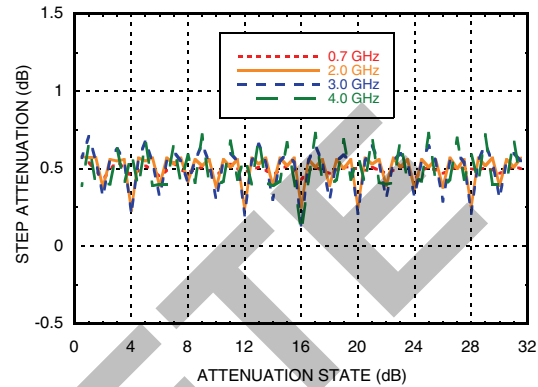 1.5
1
0.5
0
-0.5
STEP ATTENUATION (dB)
0.7 GHz
2.0 GHz
3.0 GHz
4.0 GHz
0 4 8 12 16 20 24 28 32
ATTENUATION STATE (dB)